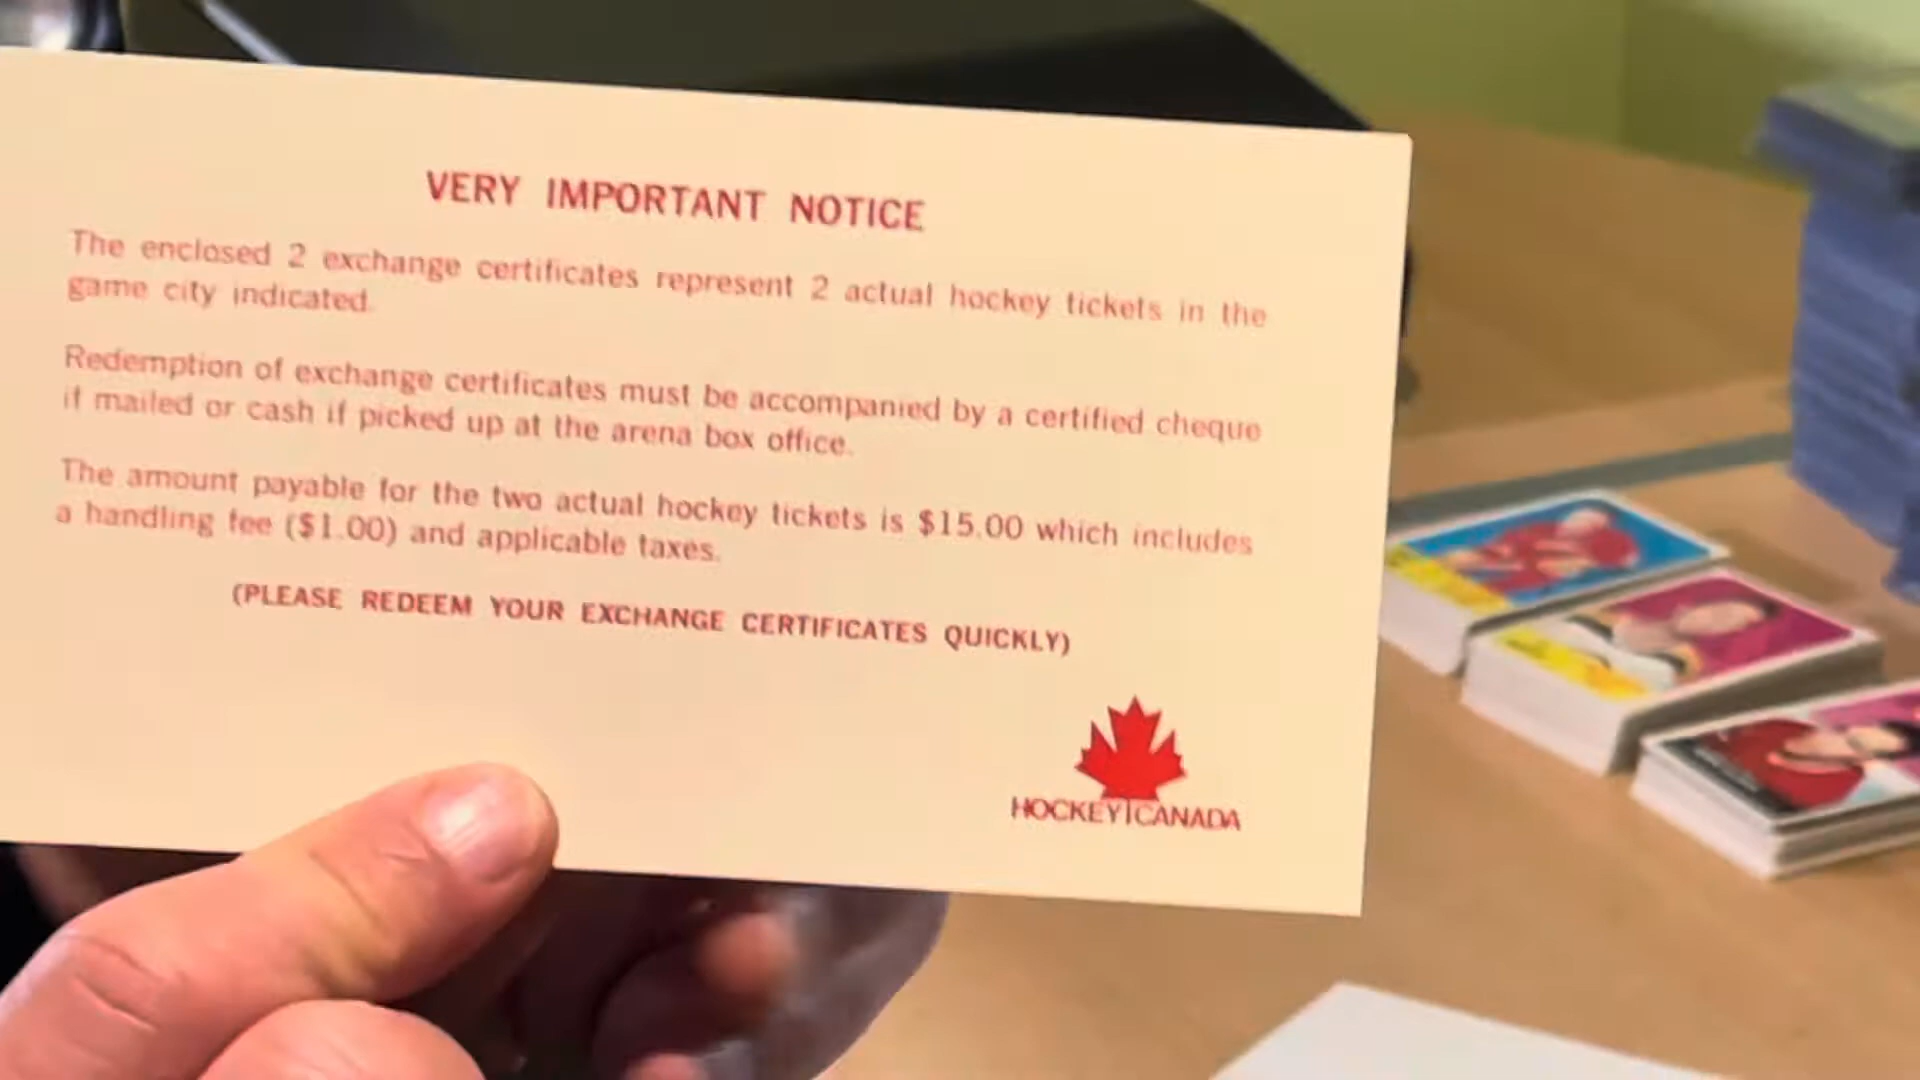 VERY IMPORTANT NOTICE
The enclosed 2 exchange certificates represent 2 actual hockey tickets in the
game city indicated.
Redemption of exchange certificates must be accompanied by a certified cheque
if mailed or cash if picked up at the arena box office.
The amount payable for the two actual hockey tickets is $15.00 which includes
a handling fee ($1.00) and applicable taxes.
(PLEASE REDEEM YOUR EXCHANGE CERTIFICATES QUICKLY)
HOCKEY CANADA